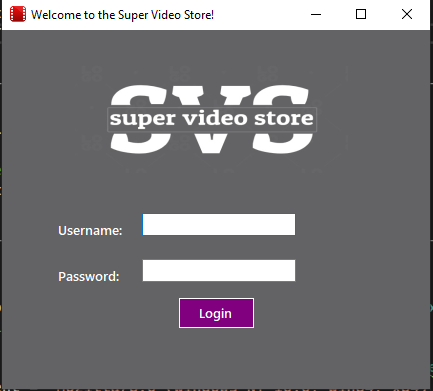 Welcome to the Super Video Store!
SVS
super video store
Username:
Password:
Login